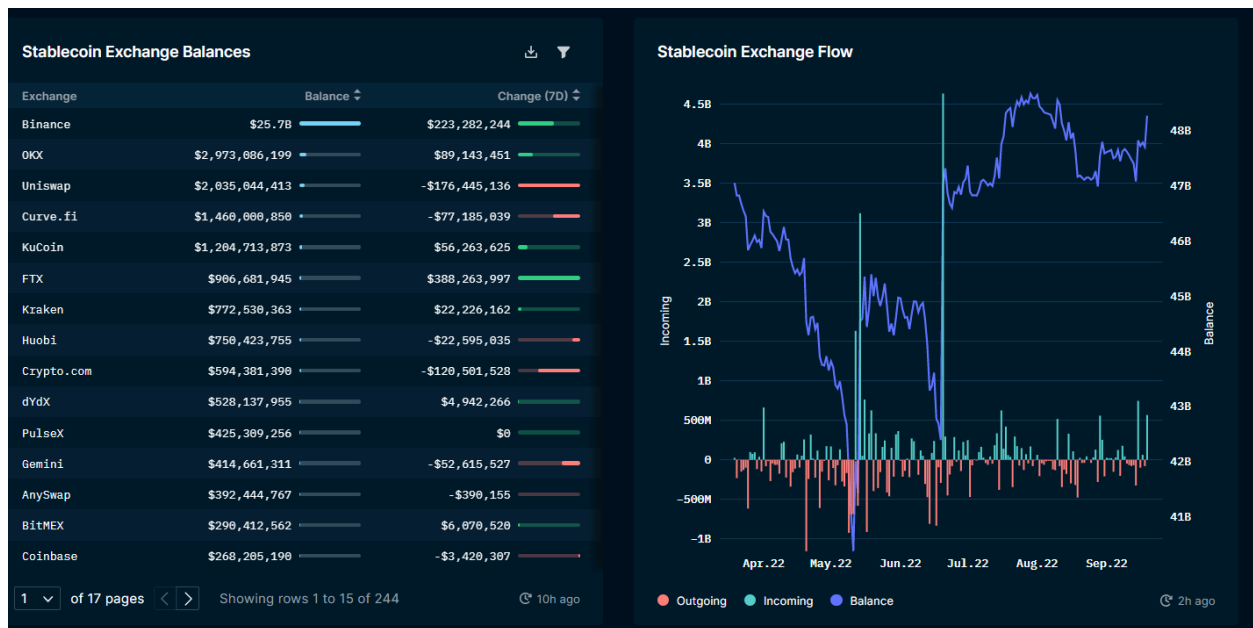 Stablecoin Exchange Balances
Exchange Balance Change (7D)
Binance $25.7B $223,282,244
OKX $2,973,086,199 $89,143,451
Uniswap $2,035,044,413 -$176,445,136
Curve.fi $1,460,000,850 -$77,185,039
KuCoin $1,204,713,873 $56,263,625
FTX $906,681,945 $388,263,997
Kraken $772,530,363 $22,226,162
Huobi $750,423,755 -$22,595,035
Crypto.com $594,381,390 -$120,501,528
dYdX $528,137,955 $4,942,266
PulseX $425,309,256 $0
Gemini $414,661,311 -$52,615,527
AnySwap $392,444,767 -$390,155
BitMEX $290,412,562 $6,070,520
Coinbase $268,205,190 -$3,420,307
1 of 17 pages Showing rows 1 to 15 of 244 10h ago
Stablecoin Exchange Flow
4.5B
4B
3.5B
3B
2.5B
2B
1.5B
1B
500M
0
-500M
-1B
Incoming
48B
47B
46B
45B
44B
43B
42B
41B
Balance
Apr.22 May.22 Jun.22 Jul.22 Aug.22 Sep.22
Outgoing Incoming Balance 2h ago